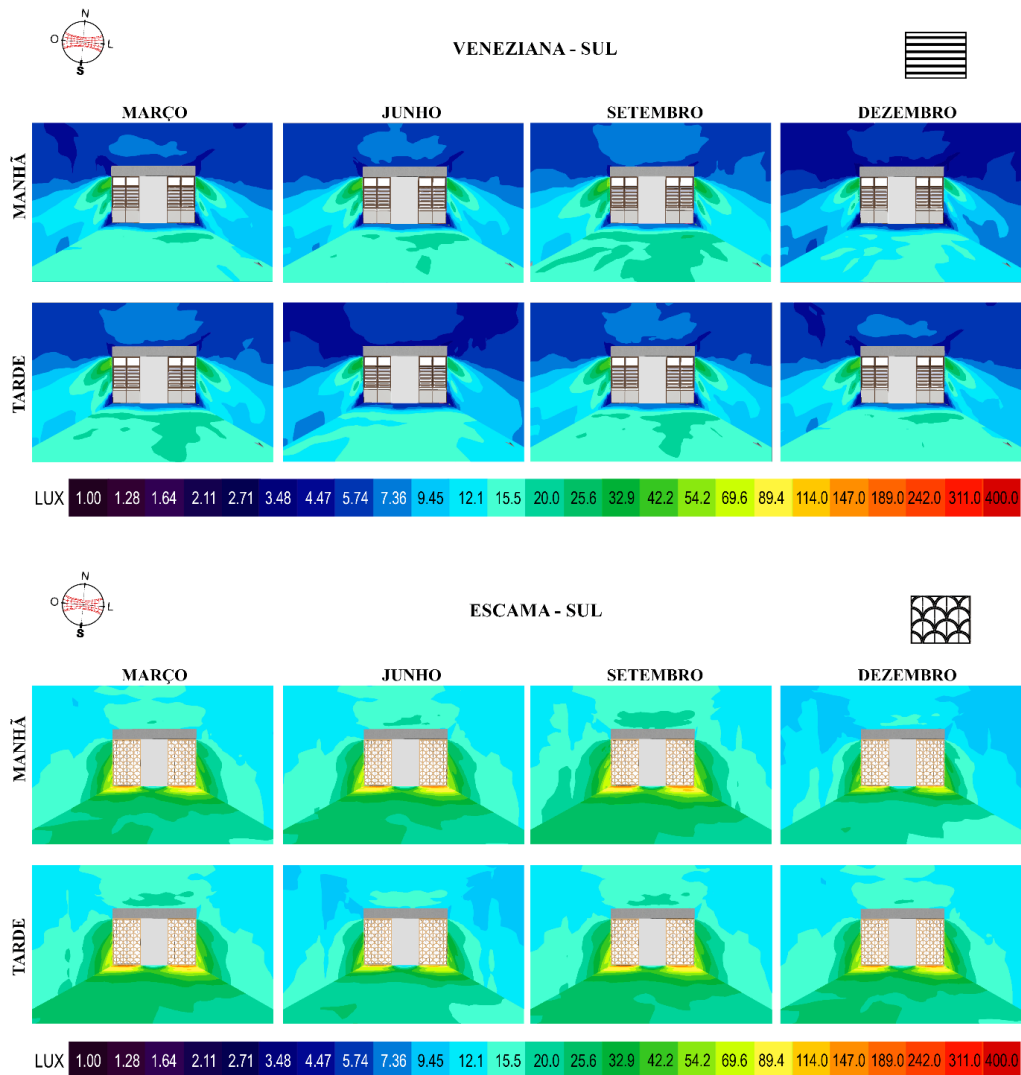 N
O L
S
VENEZIANA - SUL
MARÇO JUNHO SETEMBRO DEZEMBRO
MANHÃ
TARDE
LUX 1.00 1.28 1.64 2.11 2.71 3.48 4.47 5.74 7.36 9.45 12.1 15.5 20.0 25.6 32.9 42.2 54.2 69.6 89.4 114.0 147.0 189.0 242.0 311.0 400.0
N
O L
S
ESCAMA - SUL
MARÇO JUNHO SETEMBRO DEZEMBRO
MANHÃ
TARDE
LUX 1.00 1.28 1.64 2.11 2.71 3.48 4.47 5.74 7.36 9.45 12.1 15.5 20.0 25.6 32.9 42.2 54.2 69.6 89.4 114.0 147.0 189.0 242.0 311.0 400.0